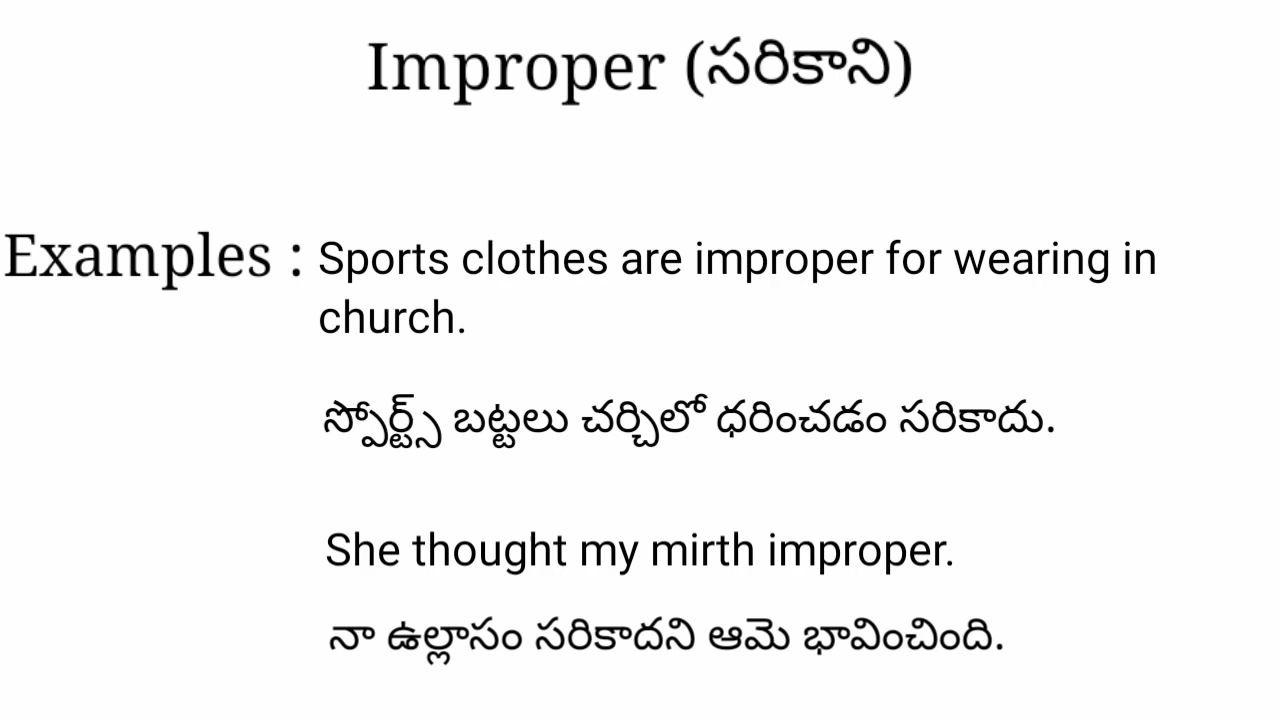 Improper (సరికాని)
Examples : Sports clothes are improper for wearing in
church.
స్పోర్ట్స్ బట్టలు చర్చిలో ధరించడం సరికాదు.
She thought my mirth improper.
నా ఉల్లాసం సరికాదని ఆమె భావించింది.